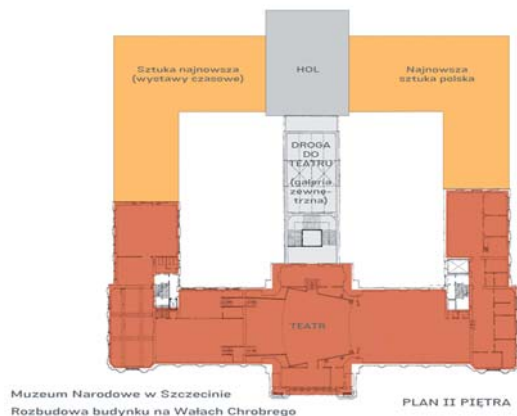 Sztuka najnowsza
(wystawy czasowe)
HOL
Najnowsza
sztuka polska
DROGA
DO
TEATRU
(galeria
zewnę-
trzna)
TEATR
Muzeum Narodowe w Szczecinie
Rozbudowa budynku na Wałach Chrobrego
PLAN II PIĘTRA